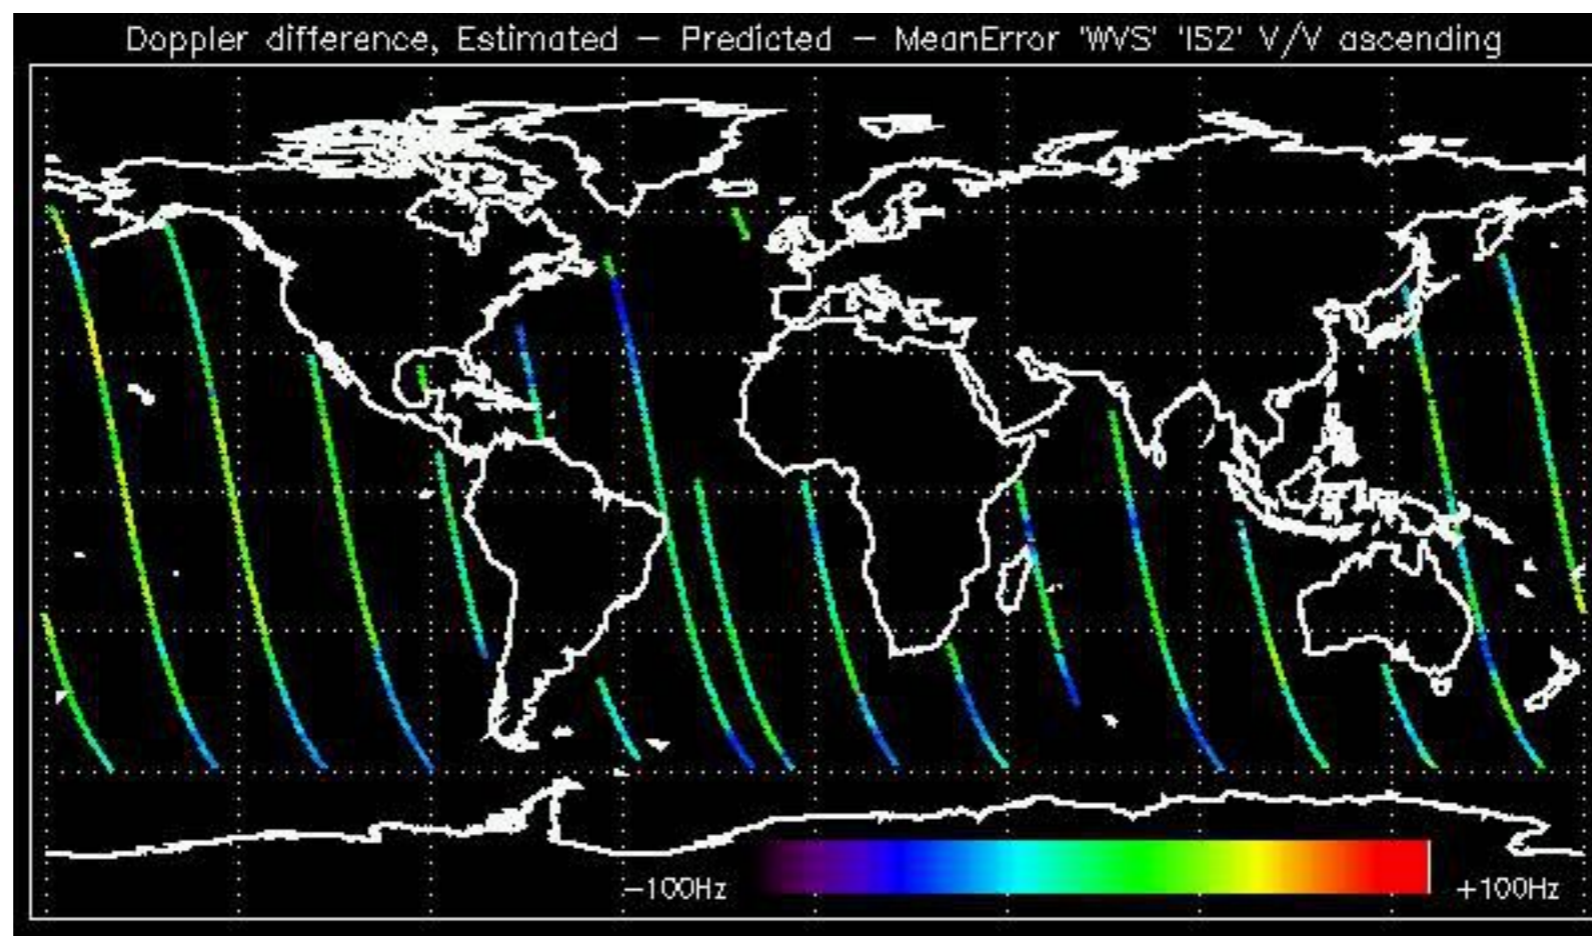 Doppler difference, Estimated - Predicted - MeanError 'WVS' 'IS2' V/V ascending
-100Hz
+100Hz